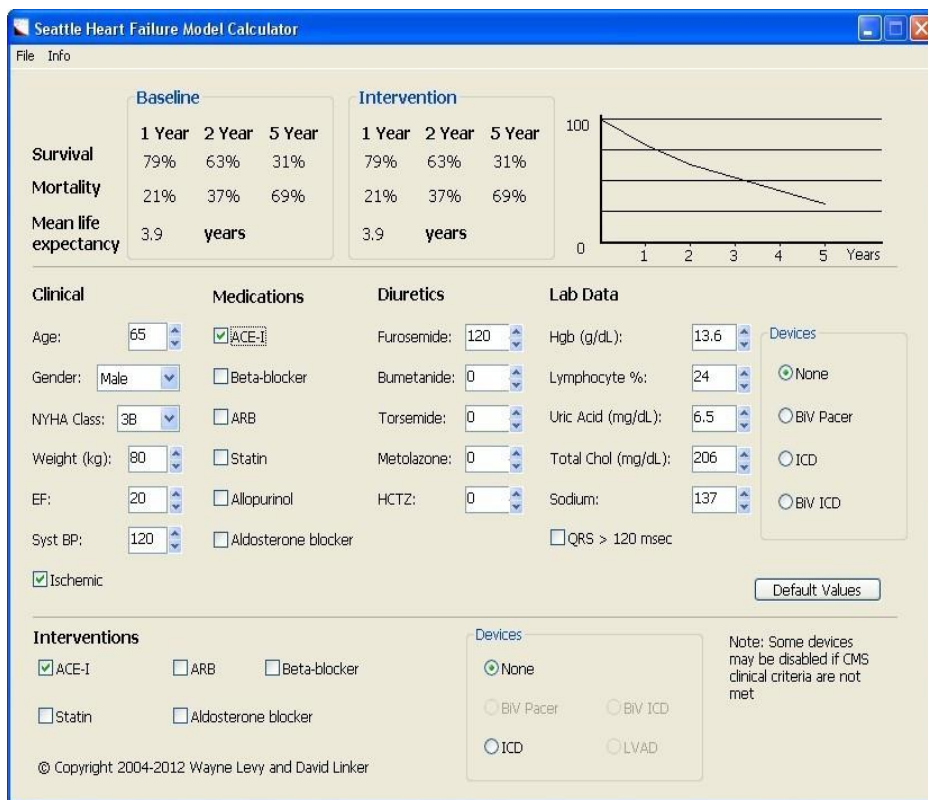 Seattle Heart Failure Model Calculator
File Info
Baseline Intervention
1 Year 2 Year 5 Year 1 Year 2 Year 5 Year
Survival 79% 63% 31% 79% 63% 31%
Mortality 21% 37% 69% 21% 37% 69%
Mean life expectancy 3.9 years 3.9 years
100
0 1 2 3 4 5 Years
Clinical Medications Diuretics Lab Data
Age: 65 ACE-I Furosemide: 120 Hgb (g/dL): 13.6 Devices
Gender: Male Beta-blocker Bumetanide: 0 Lymphocyte %: 24 None
NYHA Class: 3B ARB Torsemide: 0 Uric Acid (mg/dL): 6.5 BiV Pacer
Weight (kg): 80 Statin Metolazone: 0 Total Chol (mg/dL): 206 ICD
EF: 20 Allopurinol HCTZ: 0 Sodium: 137 BiV ICD
Syst BP: 120 Aldosterone blocker QRS > 120 msec
Ischemic
Default Values
Interventions Devices
ACE-I ARB Beta-blocker None
Statin Aldosterone blocker BiV Pacer BiV ICD
ICD LVAD
Note: Some devices
may be disabled if CMS
clinical criteria are not
met
© Copyright 2004-2012 Wayne Levy and David Linker